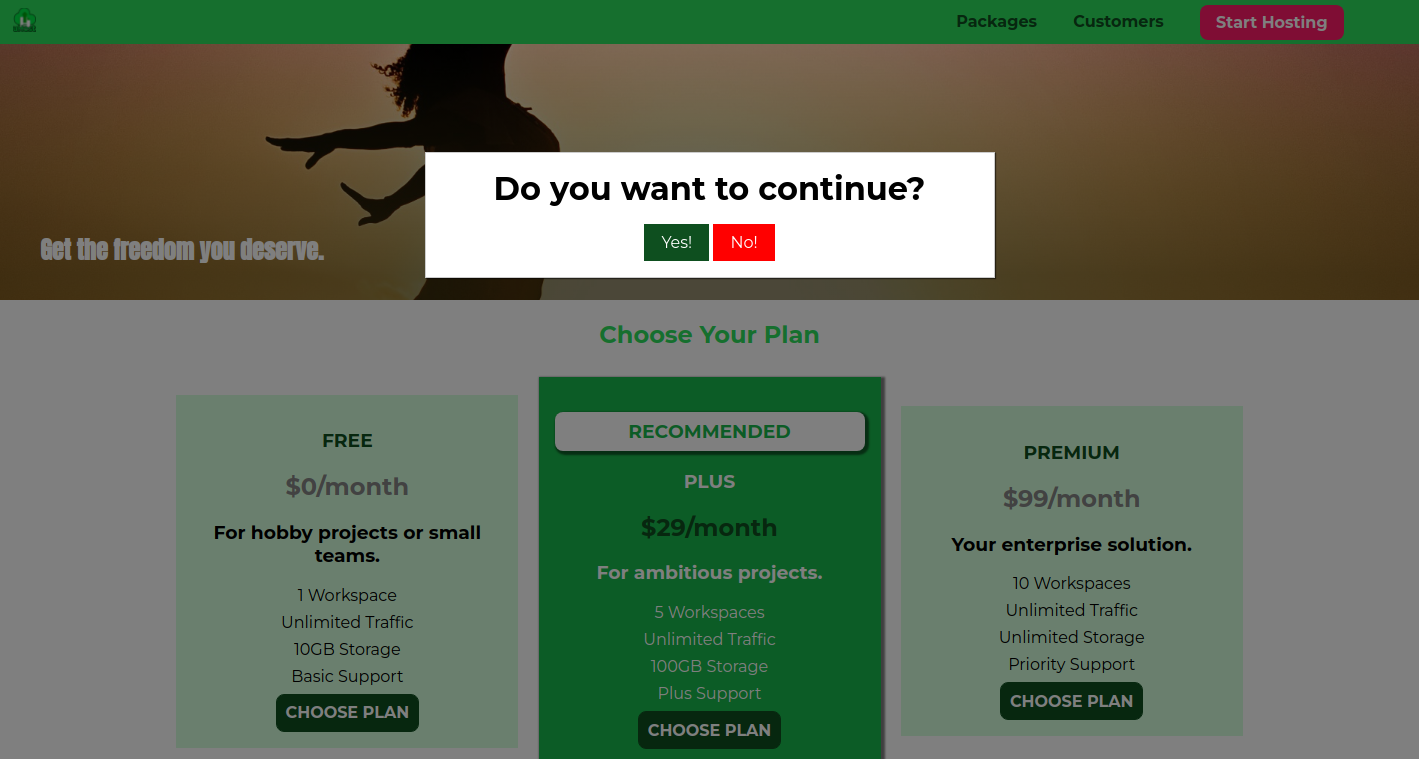 Packages
Customers
Start Hosting
Do you want to continue?
Yes!
No!
Get the freedom you deserve.
Choose Your Plan
FREE
$0/month
For hobby projects or small
teams.
1 Workspace
Unlimited Traffic
10GB Storage
Basic Support
CHOOSE PLAN
RECOMMENDED
PLUS
$29/month
For ambitious projects.
5 Workspaces
Unlimited Traffic
100GB Storage
Plus Support
CHOOSE PLAN
PREMIUM
$99/month
Your enterprise solution.
10 Workspaces
Unlimited Traffic
Unlimited Storage
Priority Support
CHOOSE PLAN